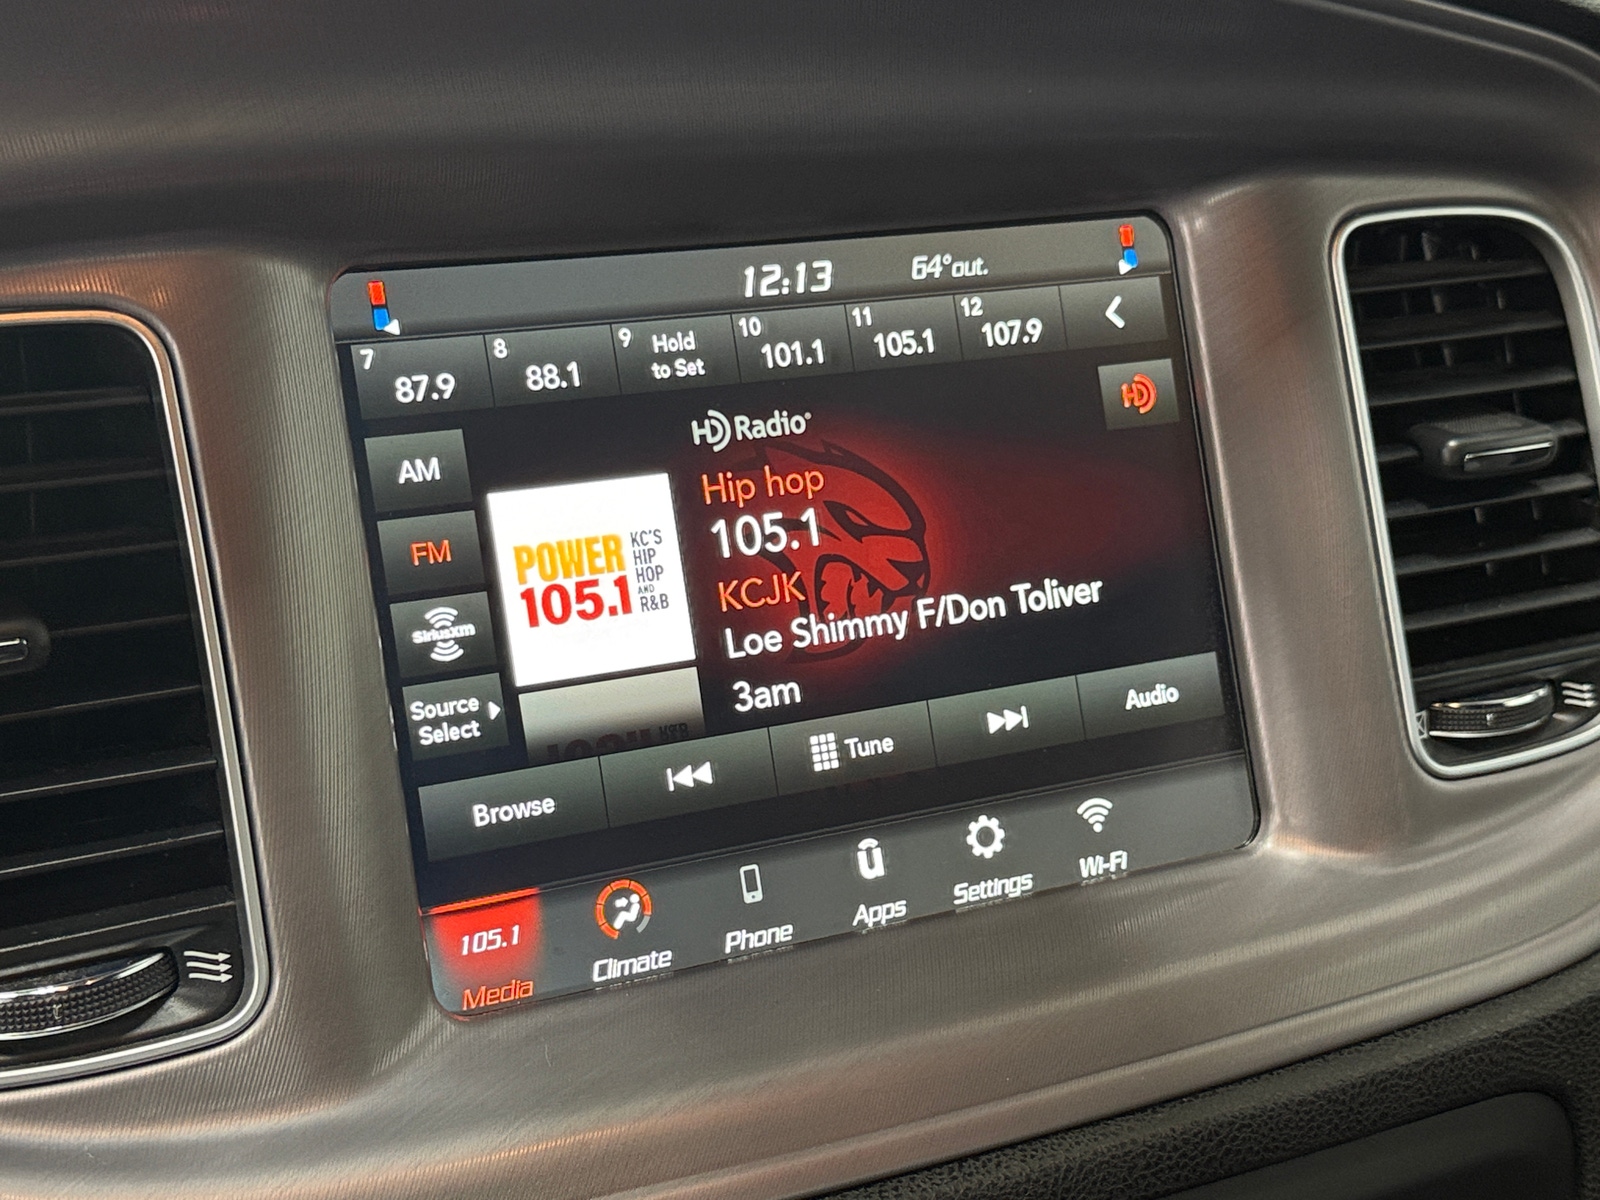 12:13 64°out.
7 87.9
8 88.1
9 Hold to Set
10 101.1
11 105.1
12 107.9
HD Radio®
HD
AM
FM
SiriusXM
Source
Select
POWER
105.1
KC'S
HIP
HOP
AND
R&B
Hip hop
105.1
KCJK
Loe Shimmy F/Don Toliver
3am
Browse
Tune
Audio
105.1
Media
Climate
Phone
Apps
Settings
Wi-Fi